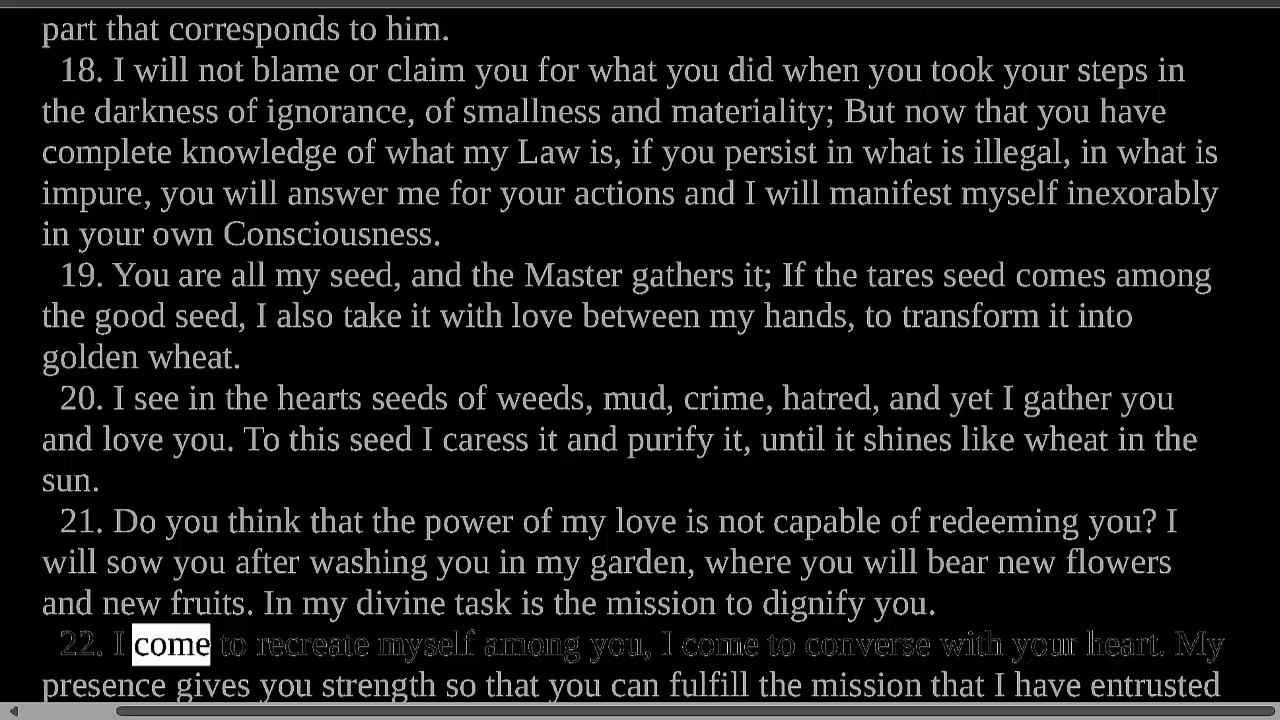 part that corresponds to him.
18. I will not blame or claim you for what you did when you took your steps in
the darkness of ignorance, of smallness and materiality; But now that you have
complete knowledge of what my Law is, if you persist in what is illegal, in what is
impure, you will answer me for your actions and I will manifest myself inexorably
in your own Consciousness.
19. You are all my seed, and the Master gathers it; If the tares seed comes among
the good seed, I also take it with love between my hands, to transform it into
golden wheat.
20. I see in the hearts seeds of weeds, mud, crime, hatred, and yet I gather you
and love you. To this seed I caress it and purify it, until it shines like wheat in the
sun.
21. Do you think that the power of my love is not capable of redeeming you? I
will sow you after washing you in my garden, where you will bear new flowers
and new fruits. In my divine task is the mission to dignify you.
22. I come to recreate myself among you, I come to converse with your heart. My
presence gives you strength so that you can fulfill the mission that I have entrusted